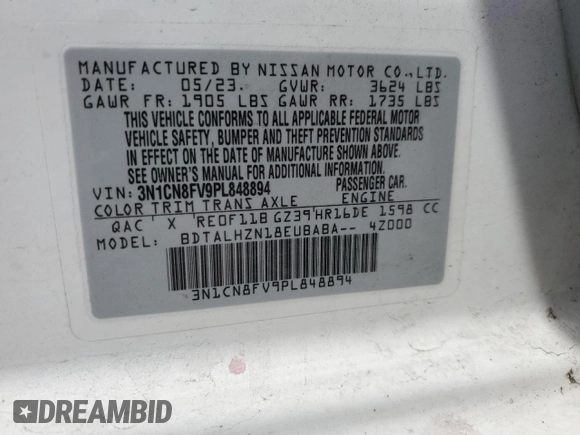 MANUFACTURED BY NISSAN MOTOR CO.,LTD.
DATE: 05/23. GVWR: 3624 LBS
GAWR FR: 1905 LBS GAWR RR: 1735 LBS
THIS VEHICLE CONFORMS TO ALL APPLICABLE FEDERAL MOTOR
VEHICLE SAFETY, BUMPER AND THEFT PREVENTION STANDARDS
IN EFFECT ON THE DATE OF MANUFACTURE SHOWN ABOVE.
SEE OWNER'S MANUAL FOR ADDITIONAL INFORMATION.
VIN: 3N1CN8FV9PL848894 PASSENGER CAR.
COLOR TRIM TRANS AXLE ENGINE
QAC X RE0F11B GZ39 HR16DE 1598 CC
MODEL: BDTALHZN18EUBABA-- 4Z000
3N1CN8FV9PL848894
DREAMBID